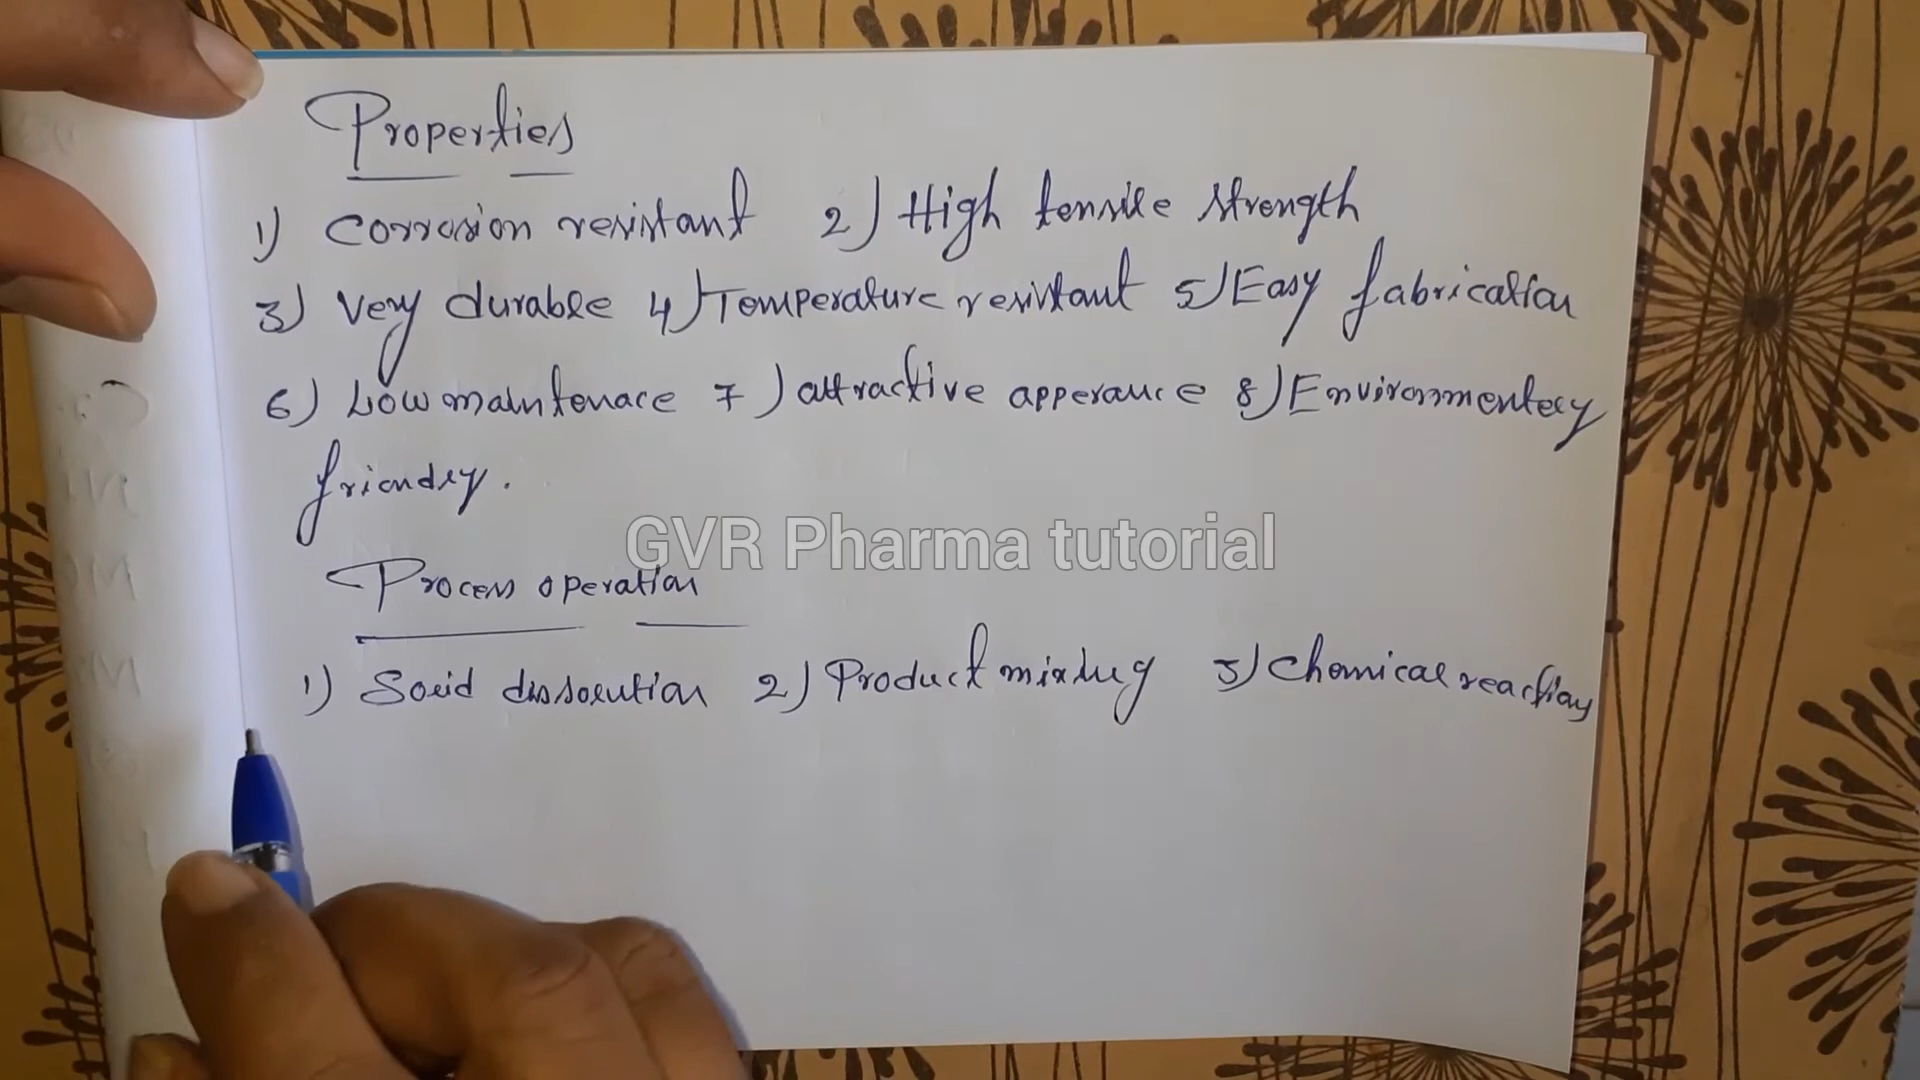 Properties
1) Corrosion resistant 2) High tensile strength
3) Very durable 4) Temperature resistant 5) Easy fabrication
6) Low maintenace 7) attractive apperance 8) Environmentely
friendly.
GVR Pharma tutorial
Process operation
1) Solid dissolution 2) Product mixing 3) Chemical reactions